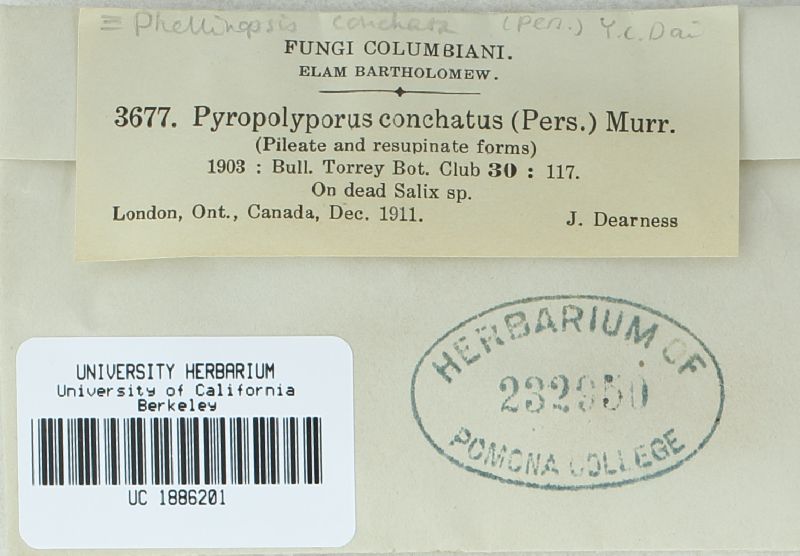 ≡ Phellinopsis conchata (Pers.) Y.C. Dai
FUNGI COLUMBIANI.
ELAM BARTHOLOMEW.
3677. Pyropolyporus conchatus (Pers.) Murr.
(Pileate and resupinate forms)
1903 : Bull. Torrey Bot. Club 30 : 117.
On dead Salix sp.
London, Ont., Canada, Dec. 1911. J. Dearness
HERBARIUM OF
232950
POMONA COLLEGE
UNIVERSITY HERBARIUM
University of California
Berkeley
UC 1886201